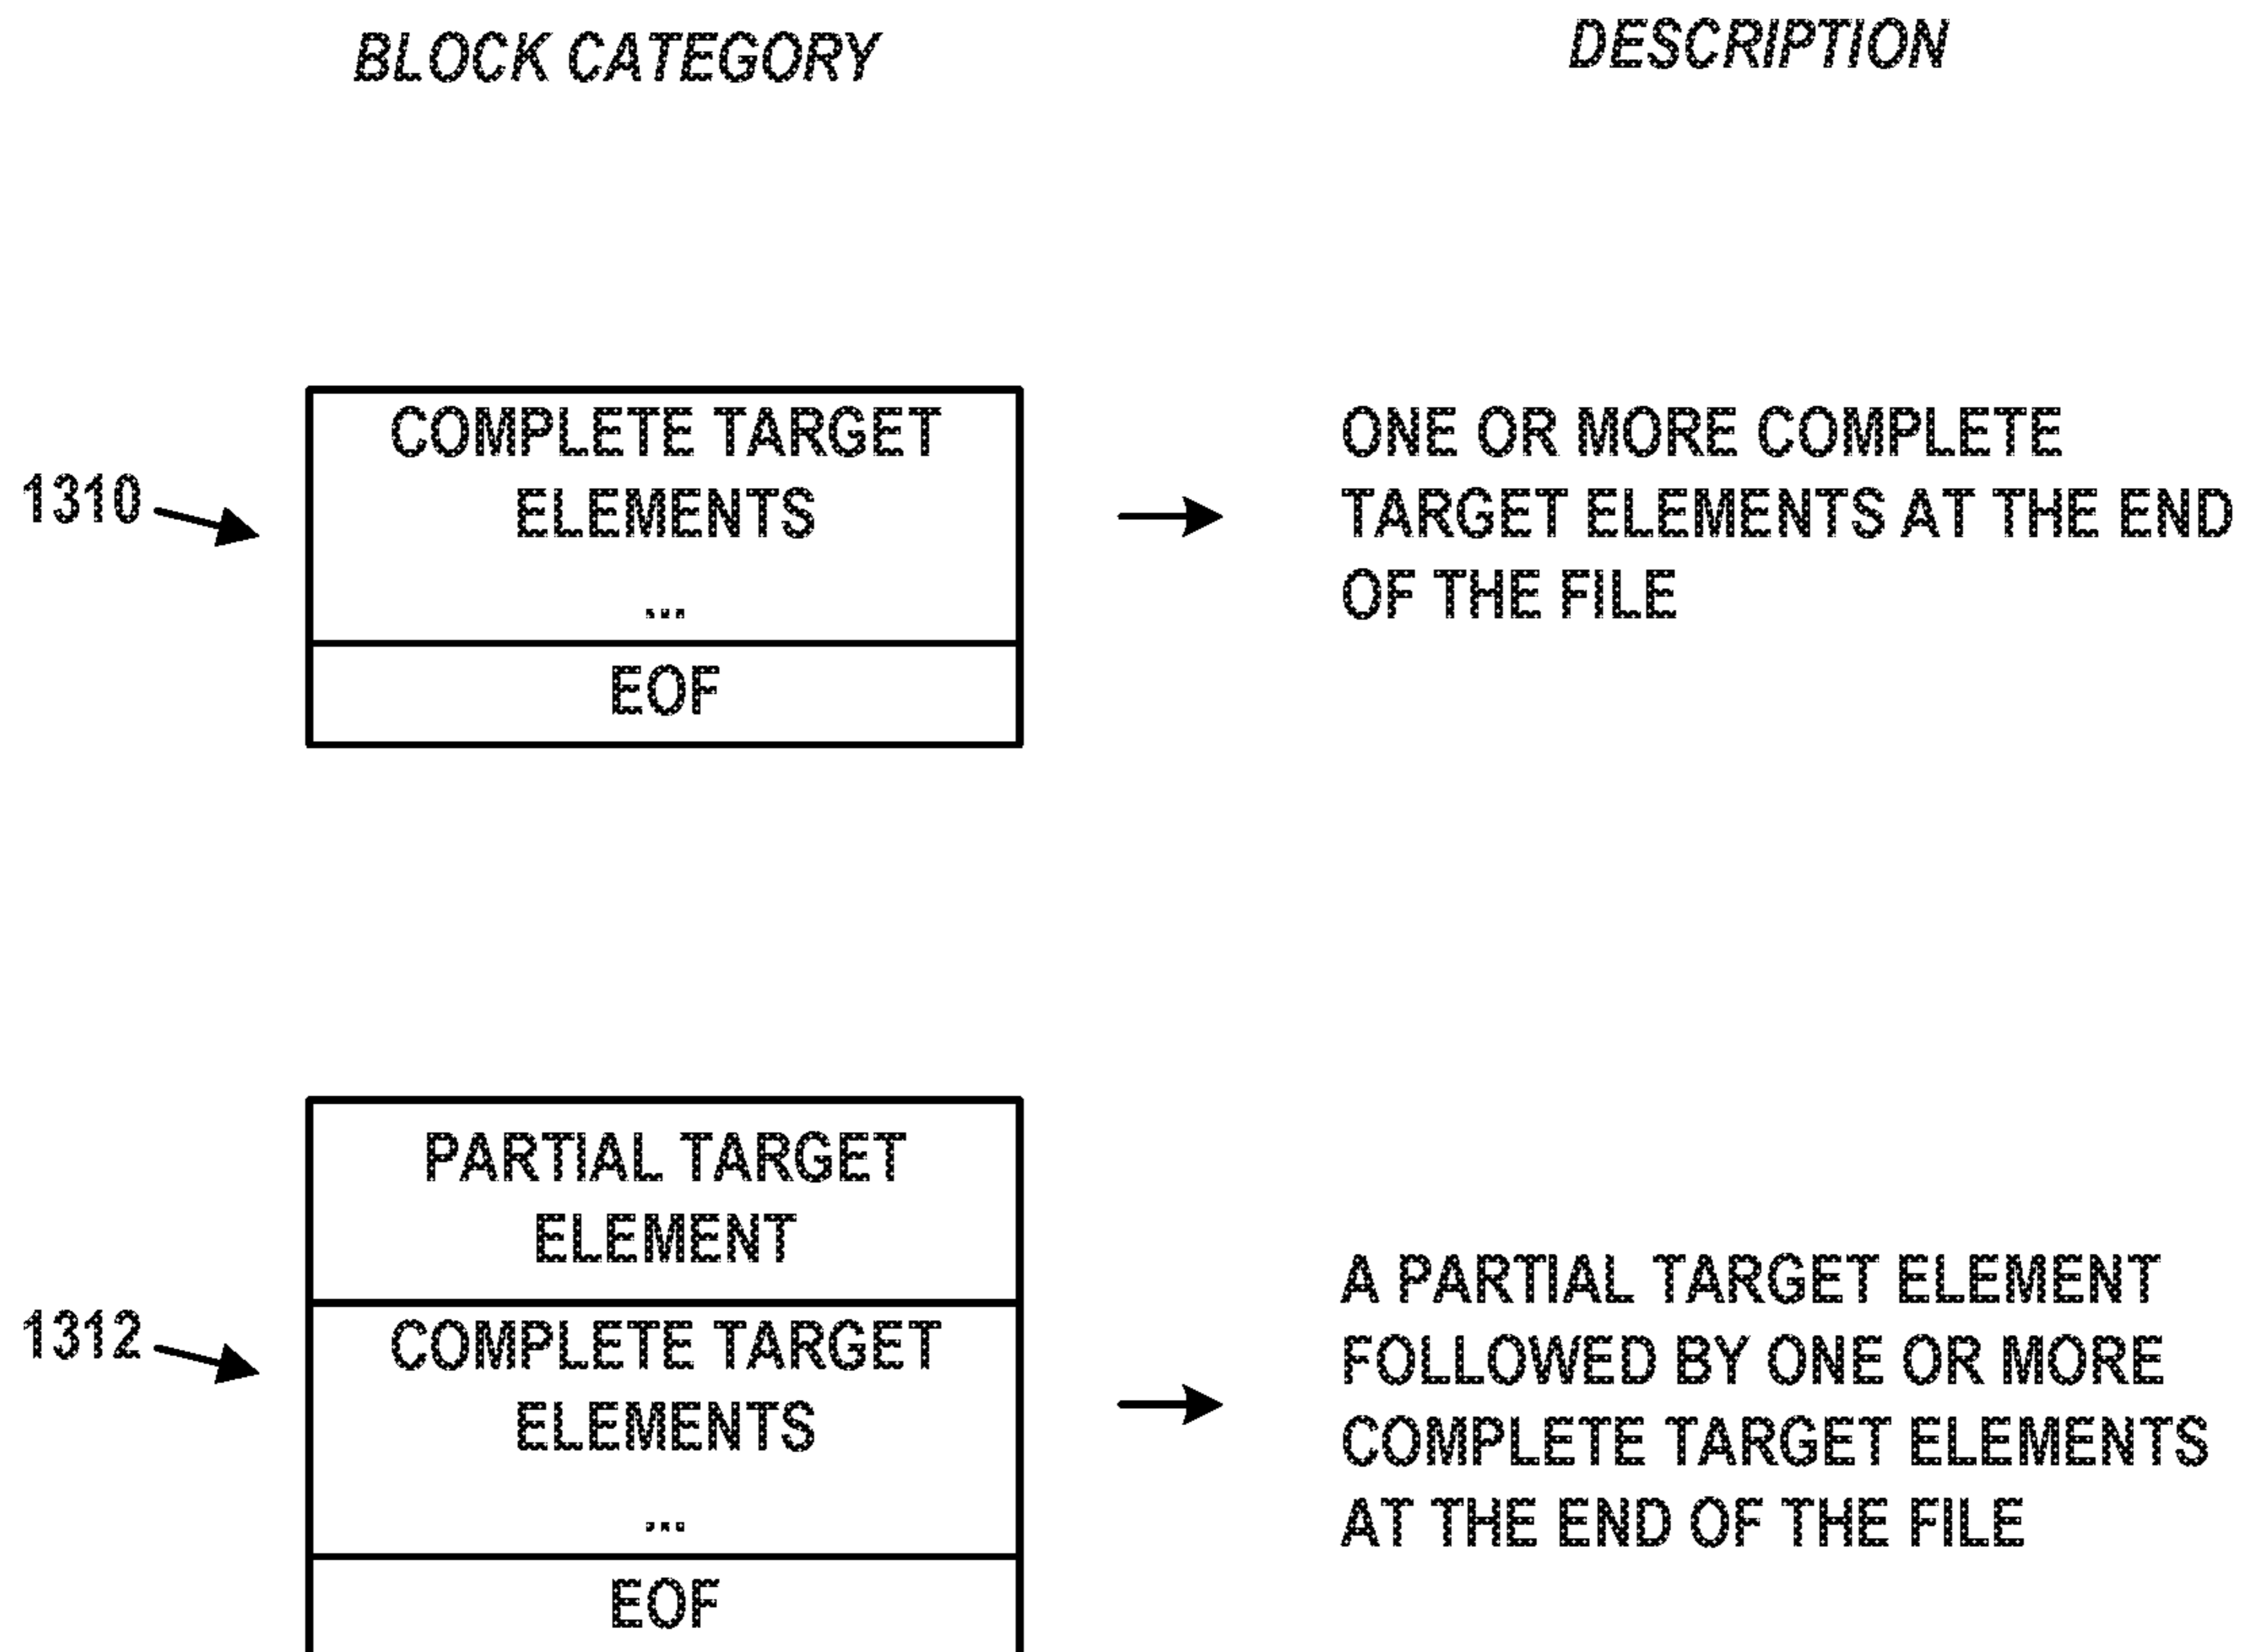 BLOCK CATEGORY
DESCRIPTION
1310
COMPLETE TARGET
ELEMENTS
...
EOF
ONE OR MORE COMPLETE
TARGET ELEMENTS AT THE END
OF THE FILE
1312
PARTIAL TARGET
ELEMENT
COMPLETE TARGET
ELEMENTS
...
EOF
A PARTIAL TARGET ELEMENT
FOLLOWED BY ONE OR MORE
COMPLETE TARGET ELEMENTS
AT THE END OF THE FILE